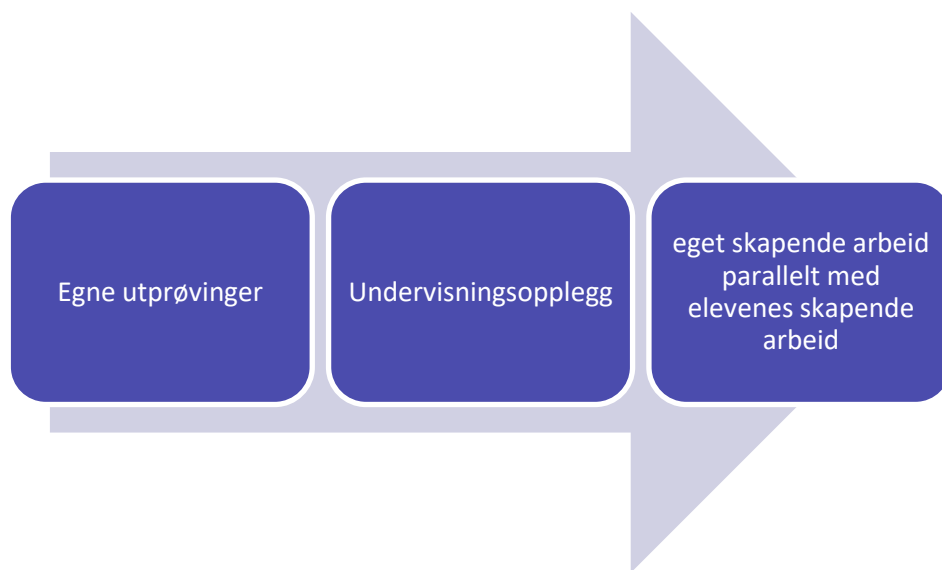 Egne utprøvinger
Undervisningsopplegg
eget skapende arbeid
parallelt med
elevenes skapende
arbeid